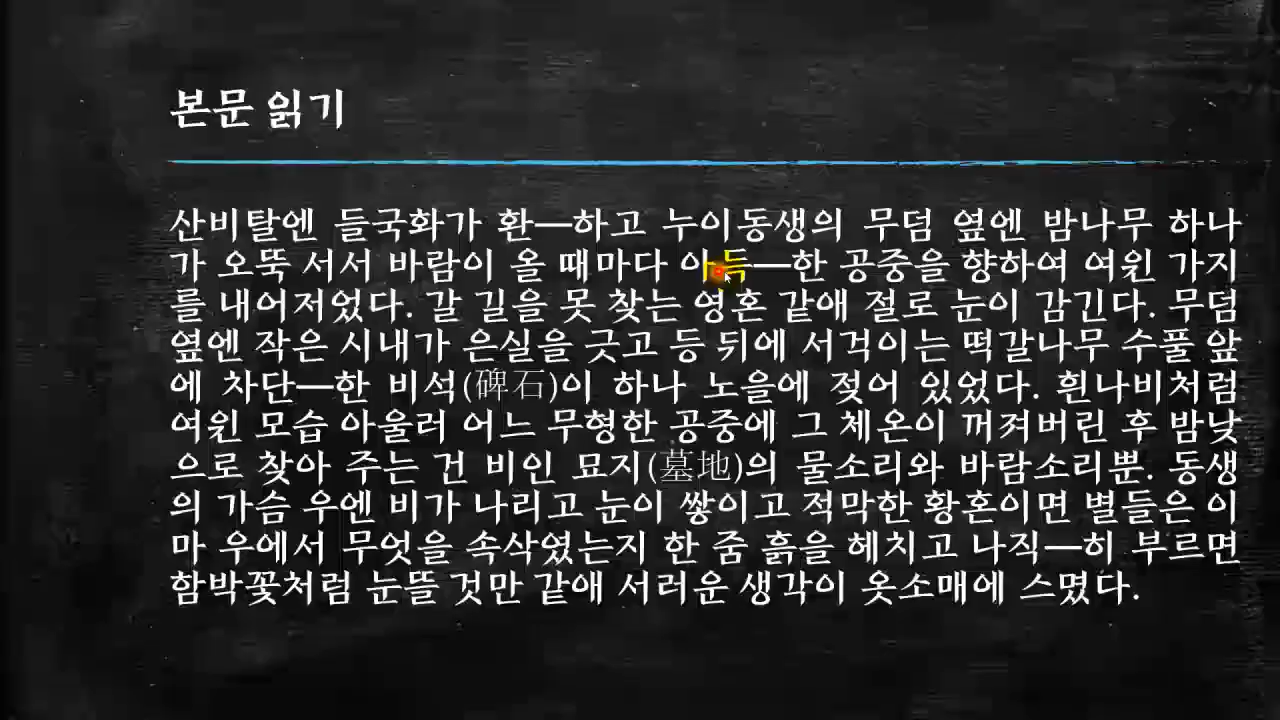 본문 읽기
산비탈엔 들국화가 환―하고 누이동생의 무덤 옆엔 밤나무 하나
가 오뚝 서서 바람이 올 때마다 아득―한 공중을 향하여 여윈 가지
를 내어저었다. 갈 길을 못 찾는 영혼 같애 절로 눈이 감긴다. 무덤
옆엔 작은 시내가 은실을 긋고 등 뒤에 서걱이는 떡갈나무 수풀 앞
에 차단―한 비석(碑石)이 하나 노을에 젖어 있었다. 흰나비처럼
여윈 모습 아울러 어느 무형한 공중에 그 체온이 꺼져버린 후 밤낮
으로 찾아 주는 건 비인 묘지(墓地)의 물소리와 바람소리뿐. 동생
의 가슴 우엔 비가 나리고 눈이 쌓이고 적막한 황혼이면 별들은 이
마 우에서 무엇을 속삭였는지 한 줌 흙을 헤치고 나직―히 부르면
함박꽃처럼 눈뜰 것만 같애 서러운 생각이 옷소매에 스몄다.